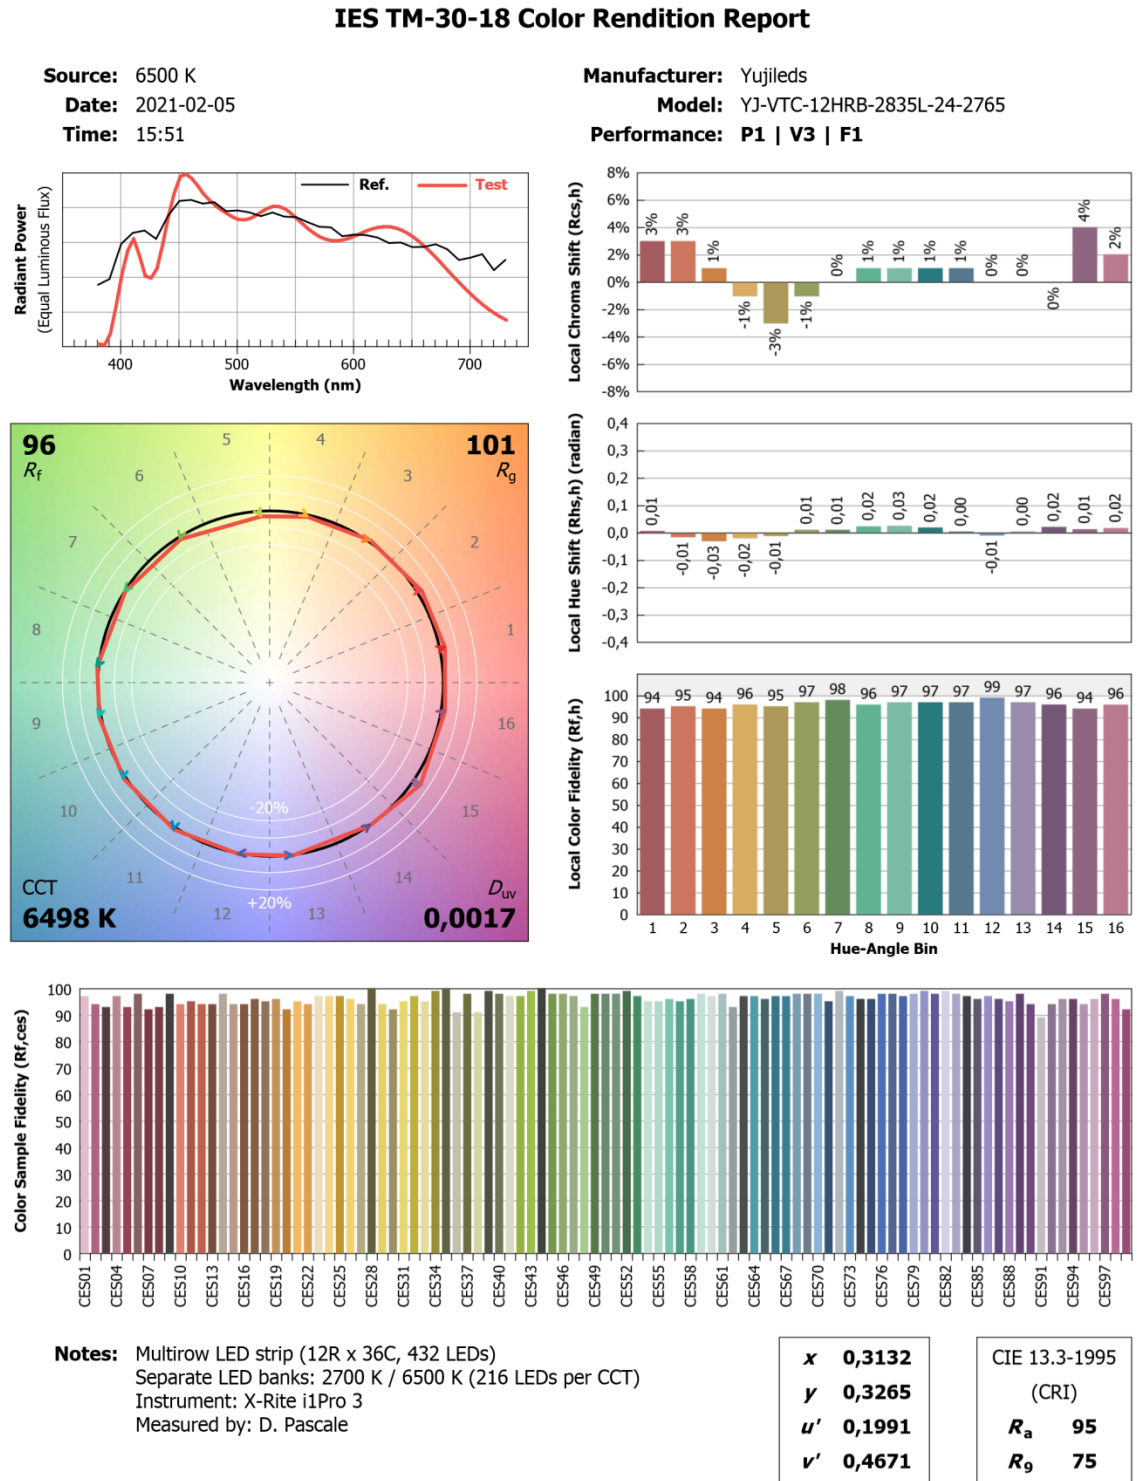 IES TM-30-18 Color Rendition Report
Source: 6500 K
Date: 2021-02-05
Time: 15:51
Manufacturer: Yujileds
Model: YJ-VTC-12HRB-2835L-24-2765
Performance: P1 | V3 | F1
Radiant Power
(Equal Luminous Flux)
Ref. Test
400 500 600 700
Wavelength (nm)
Local Chroma Shift (Rcs,h)
8%
6%
4%
2%
0%
-2%
-4%
-6%
-8%
3% 3% 1% -1% -3% -1% 0% 1% 1% 1% 1% 0% 0% 0% 4% 2%
96
Rf
101
Rg
5 4
6 3
7 2
8 1
9 16
10 15
11 14
12 13
-20%
+20%
CCT
6498 K
Duv
0,0017
Local Hue Shift (Rhs,h) (radian)
0,4
0,3
0,2
0,1
0,0
-0,1
-0,2
-0,3
-0,4
0,01 -0,01 -0,03 -0,02 -0,01 0,01 0,01 0,02 0,03 0,02 0,00 -0,01 0,00 0,02 0,01 0,02
Local Color Fidelity (Rf,h)
100
90
80
70
60
50
40
30
20
10
0
94 95 94 96 95 97 98 96 97 97 97 99 97 96 94 96
1 2 3 4 5 6 7 8 9 10 11 12 13 14 15 16
Hue-Angle Bin
Color Sample Fidelity (Rf,ces)
100
90
80
70
60
50
40
30
20
10
0
CES01 CES04 CES07 CES10 CES13 CES16 CES19 CES22 CES25 CES28 CES31 CES34 CES37 CES40 CES43 CES46 CES49 CES52 CES55 CES58 CES61 CES64 CES67 CES70 CES73 CES76 CES79 CES82 CES85 CES88 CES91 CES94 CES97
Notes: Multirow LED strip (12R x 36C, 432 LEDs)
Separate LED banks: 2700 K / 6500 K (216 LEDs per CCT)
Instrument: X-Rite i1Pro 3
Measured by: D. Pascale
x 0,3132
y 0,3265
u' 0,1991
v' 0,4671
CIE 13.3-1995
(CRI)
Ra 95
R9 75